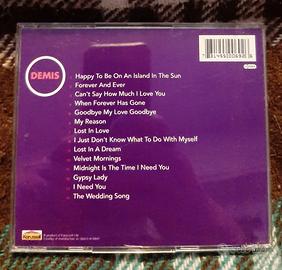 DEMIS
Happy To Be On An Island In The Sun
Forever And Ever
Can't Say How Much I Love You
When Forever Has Gone
Goodbye My Love Goodbye
My Reason
Lost In Love
I Just Don't Know What To Do With Myself
Lost In A Dream
Velvet Mornings
Midnight Is The Time I Need You
Gypsy Lady
I Need You
The Wedding Song